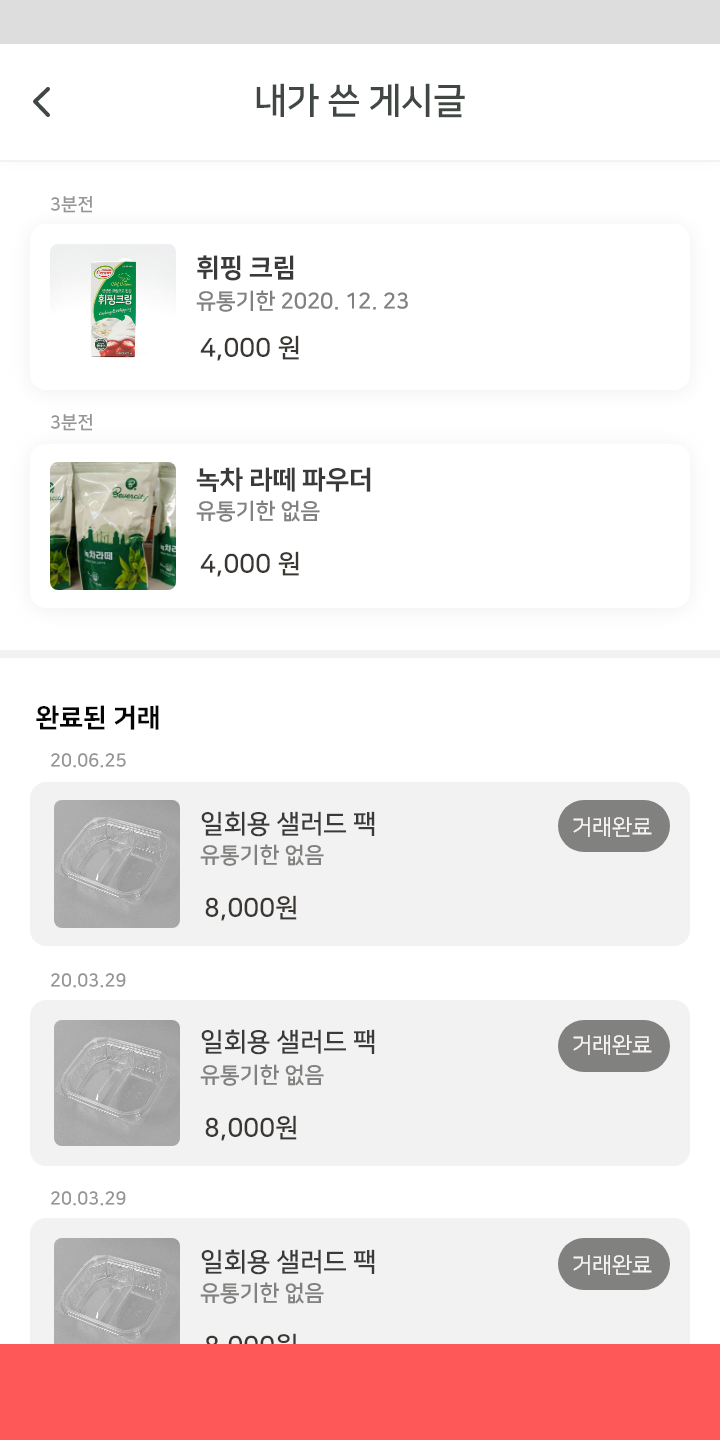 내가 쓴 게시글
3분전
휘핑 크림
유통기한 2020. 12. 23
4,000 원
휘핑크림
3분전
녹차 라떼 파우더
유통기한 없음
4,000 원
Bevercity
녹차라떼
완료된 거래
20.06.25
일회용 샐러드 팩
거래완료
유통기한 없음
8,000원
20.03.29
일회용 샐러드 팩
거래완료
유통기한 없음
8,000원
20.03.29
일회용 샐러드 팩
거래완료
유통기한 없음
8,000원